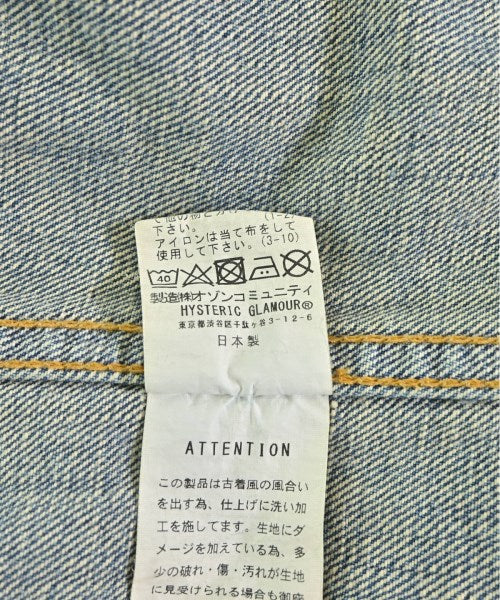 下さい。 (1-2)
アイロンは当て布をして
使用して下さい。(3-10)
40
製造㈱オゾンコミュニティ
HYSTERIC GLAMOUR®
東京都渋谷区千駄ヶ谷3-12-6
日本製
ATTENTION
この製品は古着風の風合い
を出す為、仕上げに洗い加
工を施してます。生地にダ
メージを加えている為、多
少の破れ・傷・汚れが生地
に見受けられる場合も御座